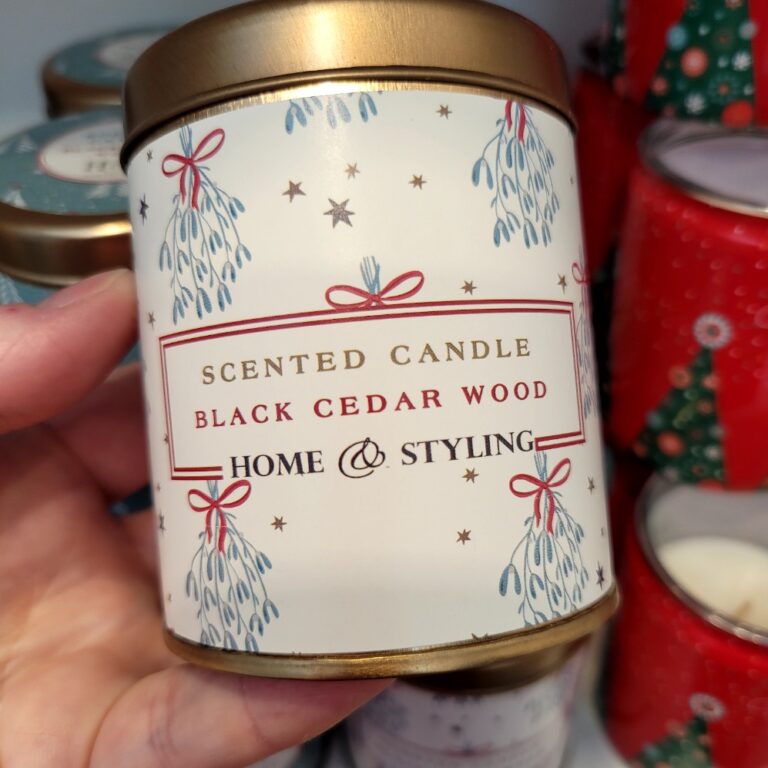 SCENTED CANDLE
BLACK CEDAR WOOD
HOME & STYLING